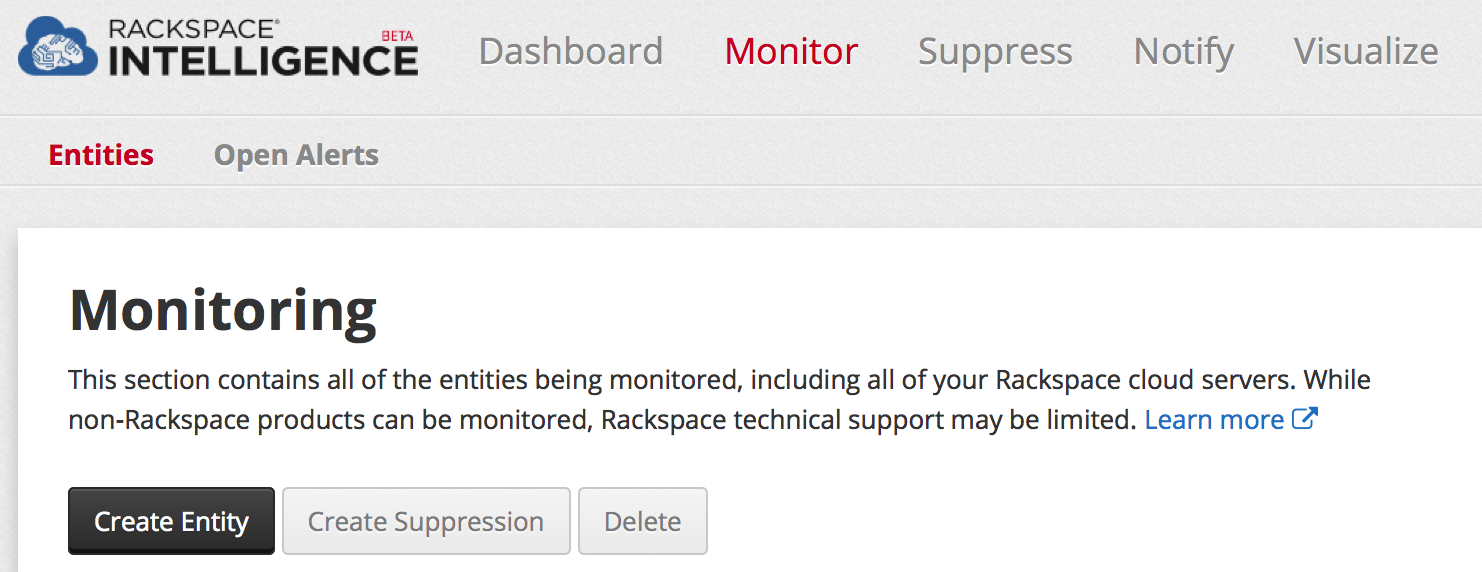 RACKSPACE®
INTELLIGENCE BETA
Dashboard Monitor Suppress Notify Visualize
Entities Open Alerts
Monitoring
This section contains all of the entities being monitored, including all of your Rackspace cloud servers. While
non-Rackspace products can be monitored, Rackspace technical support may be limited. Learn more
Create Entity Create Suppression Delete